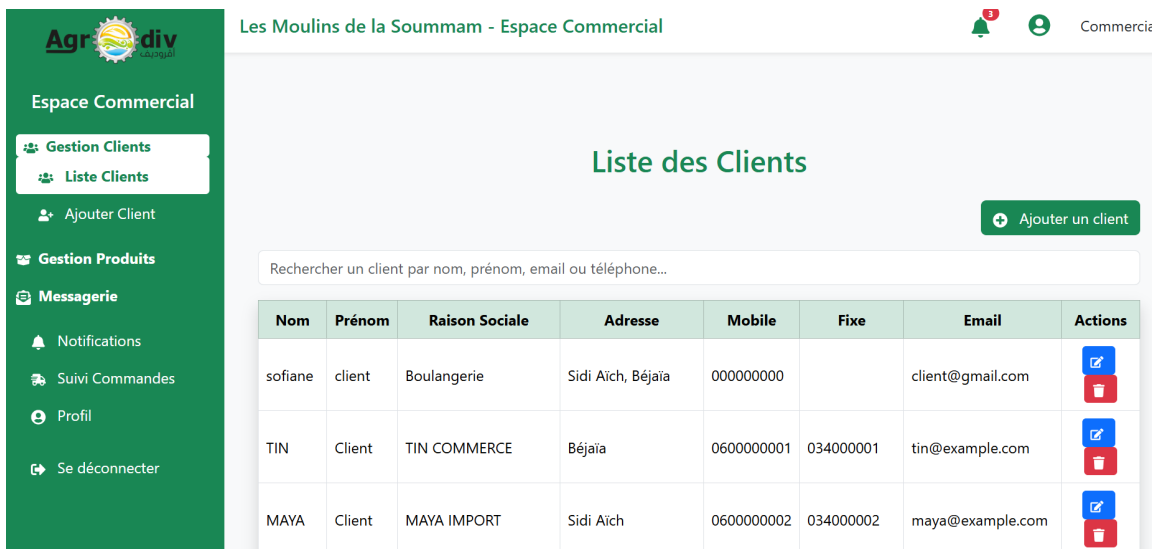 Agr div
أقروديف
Espace Commercial
Gestion Clients
Liste Clients
Ajouter Client
Gestion Produits
Messagerie
Notifications
Suivi Commandes
Profil
Se déconnecter
Les Moulins de la Soummam - Espace Commercial
3
Commercia
Liste des Clients
Ajouter un client
Rechercher un client par nom, prénom, email ou téléphone...
Nom Prénom Raison Sociale Adresse Mobile Fixe Email Actions
sofiane client Boulangerie Sidi Aïch, Béjaïa 000000000 client@gmail.com
TIN Client TIN COMMERCE Béjaïa 0600000001 034000001 tin@example.com
MAYA Client MAYA IMPORT Sidi Aïch 0600000002 034000002 maya@example.com